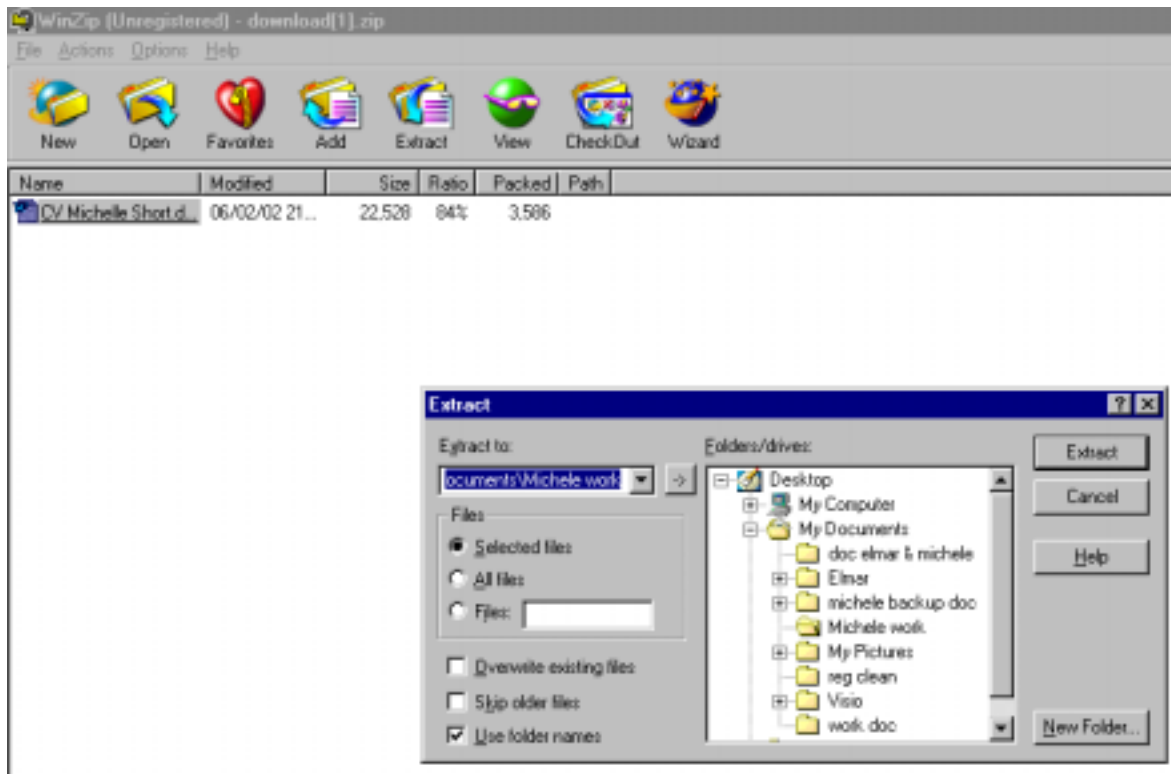 WinZip (Unregistered) - download[1].zip
File Actions Options Help
New Open Favorites Add Extract View CheckOut Wizard
Name Modified Size Ratio Packed Path
CV Michelle Short d... 06/02/02 21... 22,528 84% 3,586
Extract
Extract to:
ocuments\Michele work
Files
Selected files
All files
Files:
Overwrite existing files
Skip older files
Use folder names
Folders/drives:
Desktop
My Computer
My Documents
doc elmar & michele
Elmar
michele backup doc
Michele work
My Pictures
reg clean
Visio
work doc
Extract
Cancel
Help
New Folder...